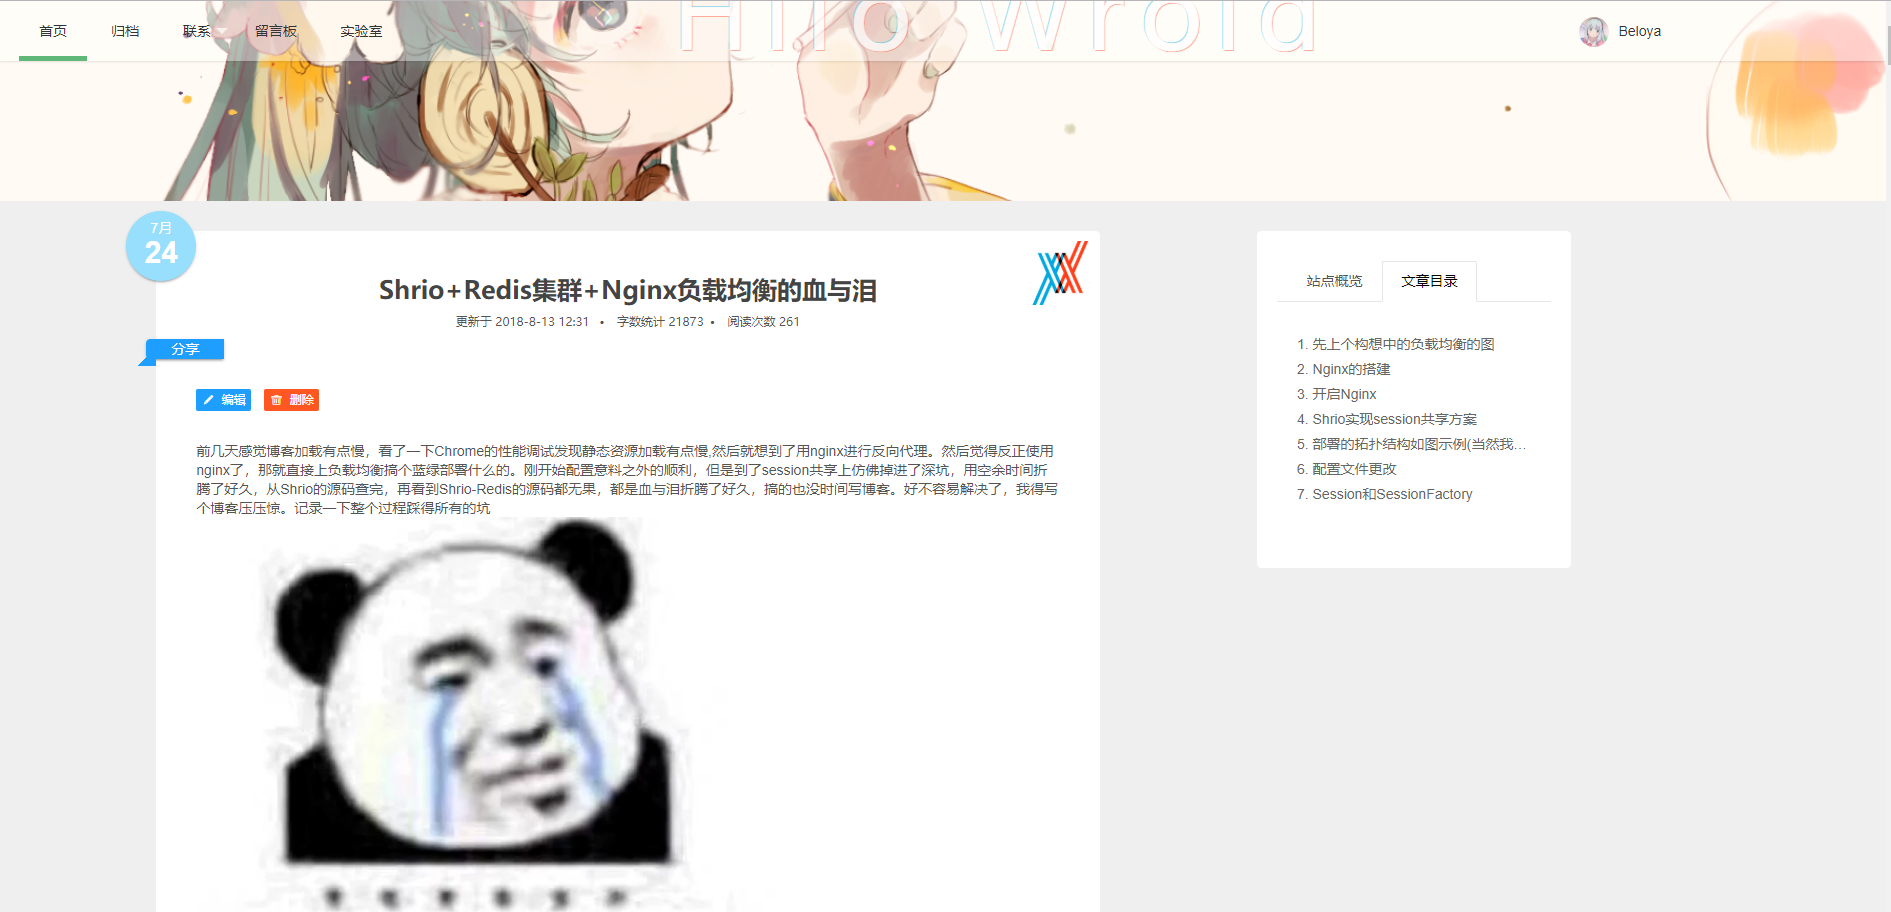 Hllo Wrold
首页 归档 联系 留言板 实验室 Beloya
7月
24
Shrio+Redis集群+Nginx负载均衡的血与泪
更新于 2018-8-13 12:31 • 字数统计 21873 • 阅读次数 261
分享
编辑 删除
前几天感觉博客加载有点慢，看了一下Chrome的性能调试发现静态资源加载有点慢,然后就想到了用nginx进行反向代理。然后觉得反正使用
nginx了，那就直接上负载均衡搞个蓝绿部署什么的。刚开始配置意料之外的顺利，但是到了session共享上仿佛掉进了深坑，用空余时间折
腾了好久，从Shrio的源码查完，再看到Shrio-Redis的源码都无果，都是血与泪折腾了好久，搞的也没时间写博客。好不容易解决了，我得写
个博客压压惊。记录一下整个过程踩得所有的坑
站点概览 文章目录
1. 先上个构想中的负载均衡的图
2. Nginx的搭建
3. 开启Nginx
4. Shrio实现session共享方案
5. 部署的拓扑结构如图示例(当然我…
6. 配置文件更改
7. Session和SessionFactory